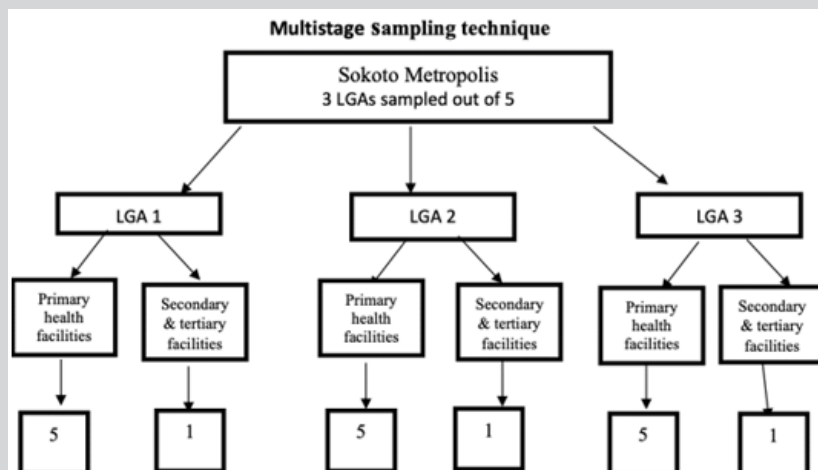 Multistage sampling technique
Sokoto Metropolis
3 LGAs sampled out of 5
LGA 1
LGA 2
LGA 3
Primary
health
facilities
Secondary
& tertiary
facilities
Primary
health
facilities
Secondary
& tertiary
facilities
Primary
health
facilities
Secondary
& tertiary
facilities
5
1
5
1
5
1